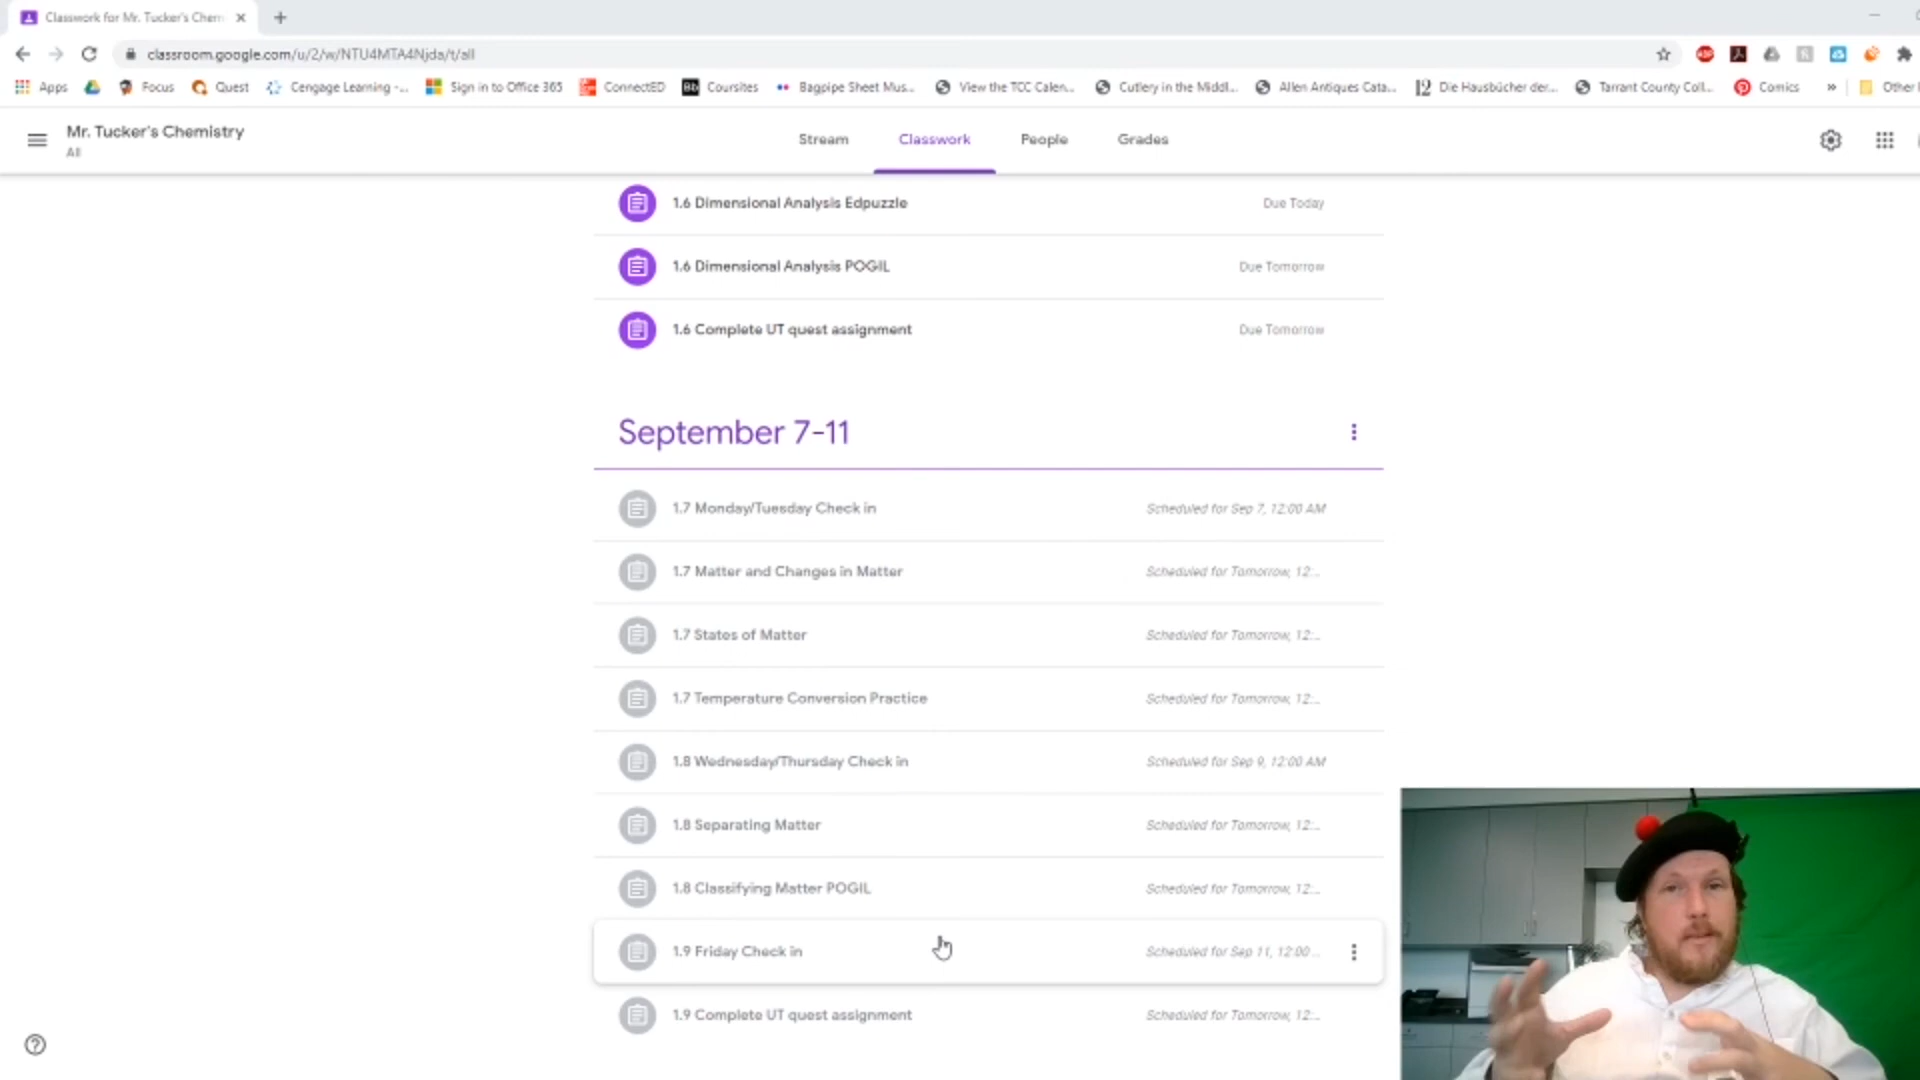 Classwork for Mr. Tucker's Chem
classroom.google.com/u/2/w/NTU4MTA4Njda/t/all
Apps Focus Quest Cengage Learning -... Sign in to Office 365 ConnectED Bb Coursites Bagpipe Sheet Mus... View the TCC Calen... Cutlery in the Middl... Allen Antiques Cata... Die Hausbücher der... Tarrant County Coll... Comics » Other
Mr. Tucker's Chemistry
All
Stream Classwork People Grades
1.6 Dimensional Analysis Edpuzzle Due Today
1.6 Dimensional Analysis POGIL Due Tomorrow
1.6 Complete UT quest assignment Due Tomorrow
September 7-11
1.7 Monday/Tuesday Check in Scheduled for Sep 7, 12:00 AM
1.7 Matter and Changes in Matter Scheduled for Tomorrow, 12:...
1.7 States of Matter Scheduled for Tomorrow, 12:...
1.7 Temperature Conversion Practice Scheduled for Tomorrow, 12:...
1.8 Wednesday/Thursday Check in Scheduled for Sep 9, 12:00 AM
1.8 Separating Matter Scheduled for Tomorrow, 12:...
1.8 Classifying Matter POGIL Scheduled for Tomorrow, 12:...
1.9 Friday Check in Scheduled for Sep 11, 12:00 ...
1.9 Complete UT quest assignment Scheduled for Tomorrow, 12:...